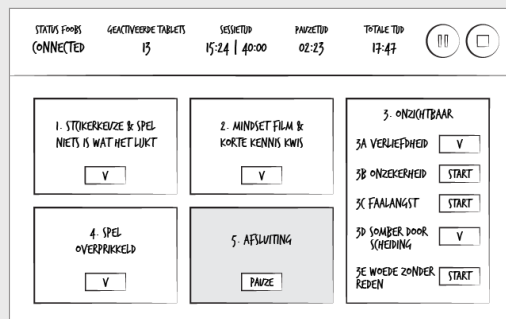 STATUS FOOBS
CONNECTED
GEACTIVEERDE TABLETS
13
SESSIETIJD
15:24 | 40:00
PAUZETIJD
02:23
TOTALE TIJD
17:47
1. STIKERKEUZE & SPEL
NIETS IS WAT HET LIJKT
V
2. MINDSET FILM &
KORTE KENNIS KWIS
V
3. ONZICHTBAAR
3A VERLIEFDHEID V
3B ONZEKERHEID START
3C FAALANGST START
3D SOMBER DOOR
SCHEIDING V
3E WOEDE ZONDER
REDEN START
4. SPEL
OVERPRIKKELD
V
5. AFSLUITING
PAUZE